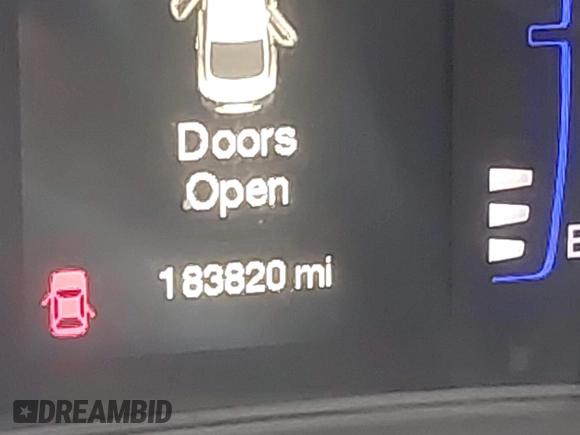 Doors
Open
183820 mi
E
DREAMBID